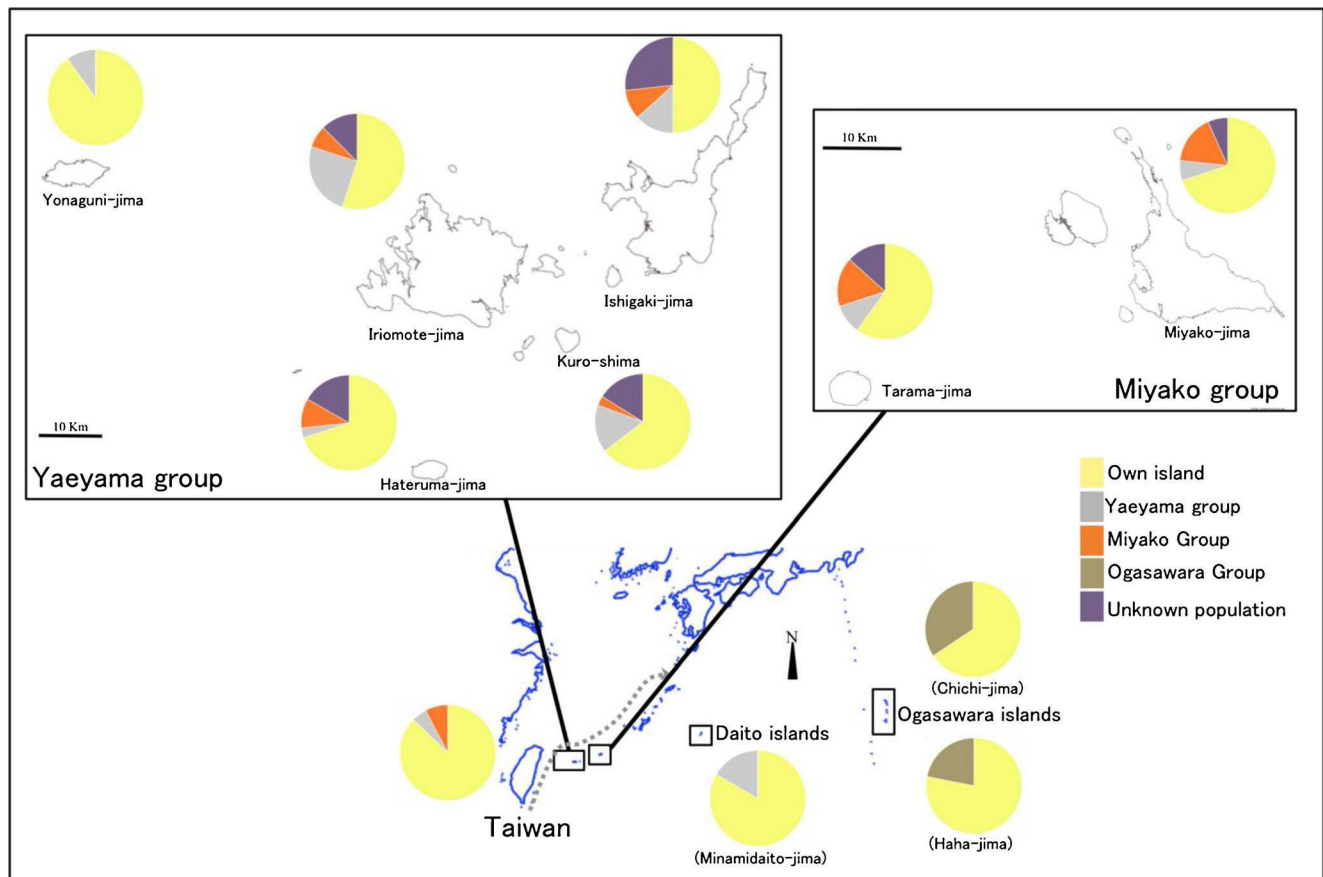 Yonaguni-jima
Iriomote-jima
Ishigaki-jima
Kuro-shima
Hateruma-jima
10 Km
Yaeyama group
10 Km
Miyako-jima
Tarama-jima
Miyako group
Own island
Yaeyama group
Miyako Group
Ogasawara Group
Unknown population
N
(Chichi-jima)
Ogasawara islands
Daito islands
Taiwan
(Minamidaito-jima)
(Haha-jima)